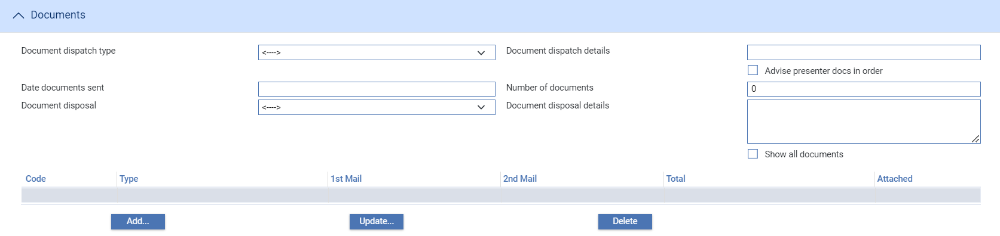 Documents
Document dispatch type <----> Document dispatch details
Advise presenter docs in order
Date documents sent Number of documents 0
Document disposal <----> Document disposal details
Show all documents
Code Type 1st Mail 2nd Mail Total Attached
Add... Update... Delete